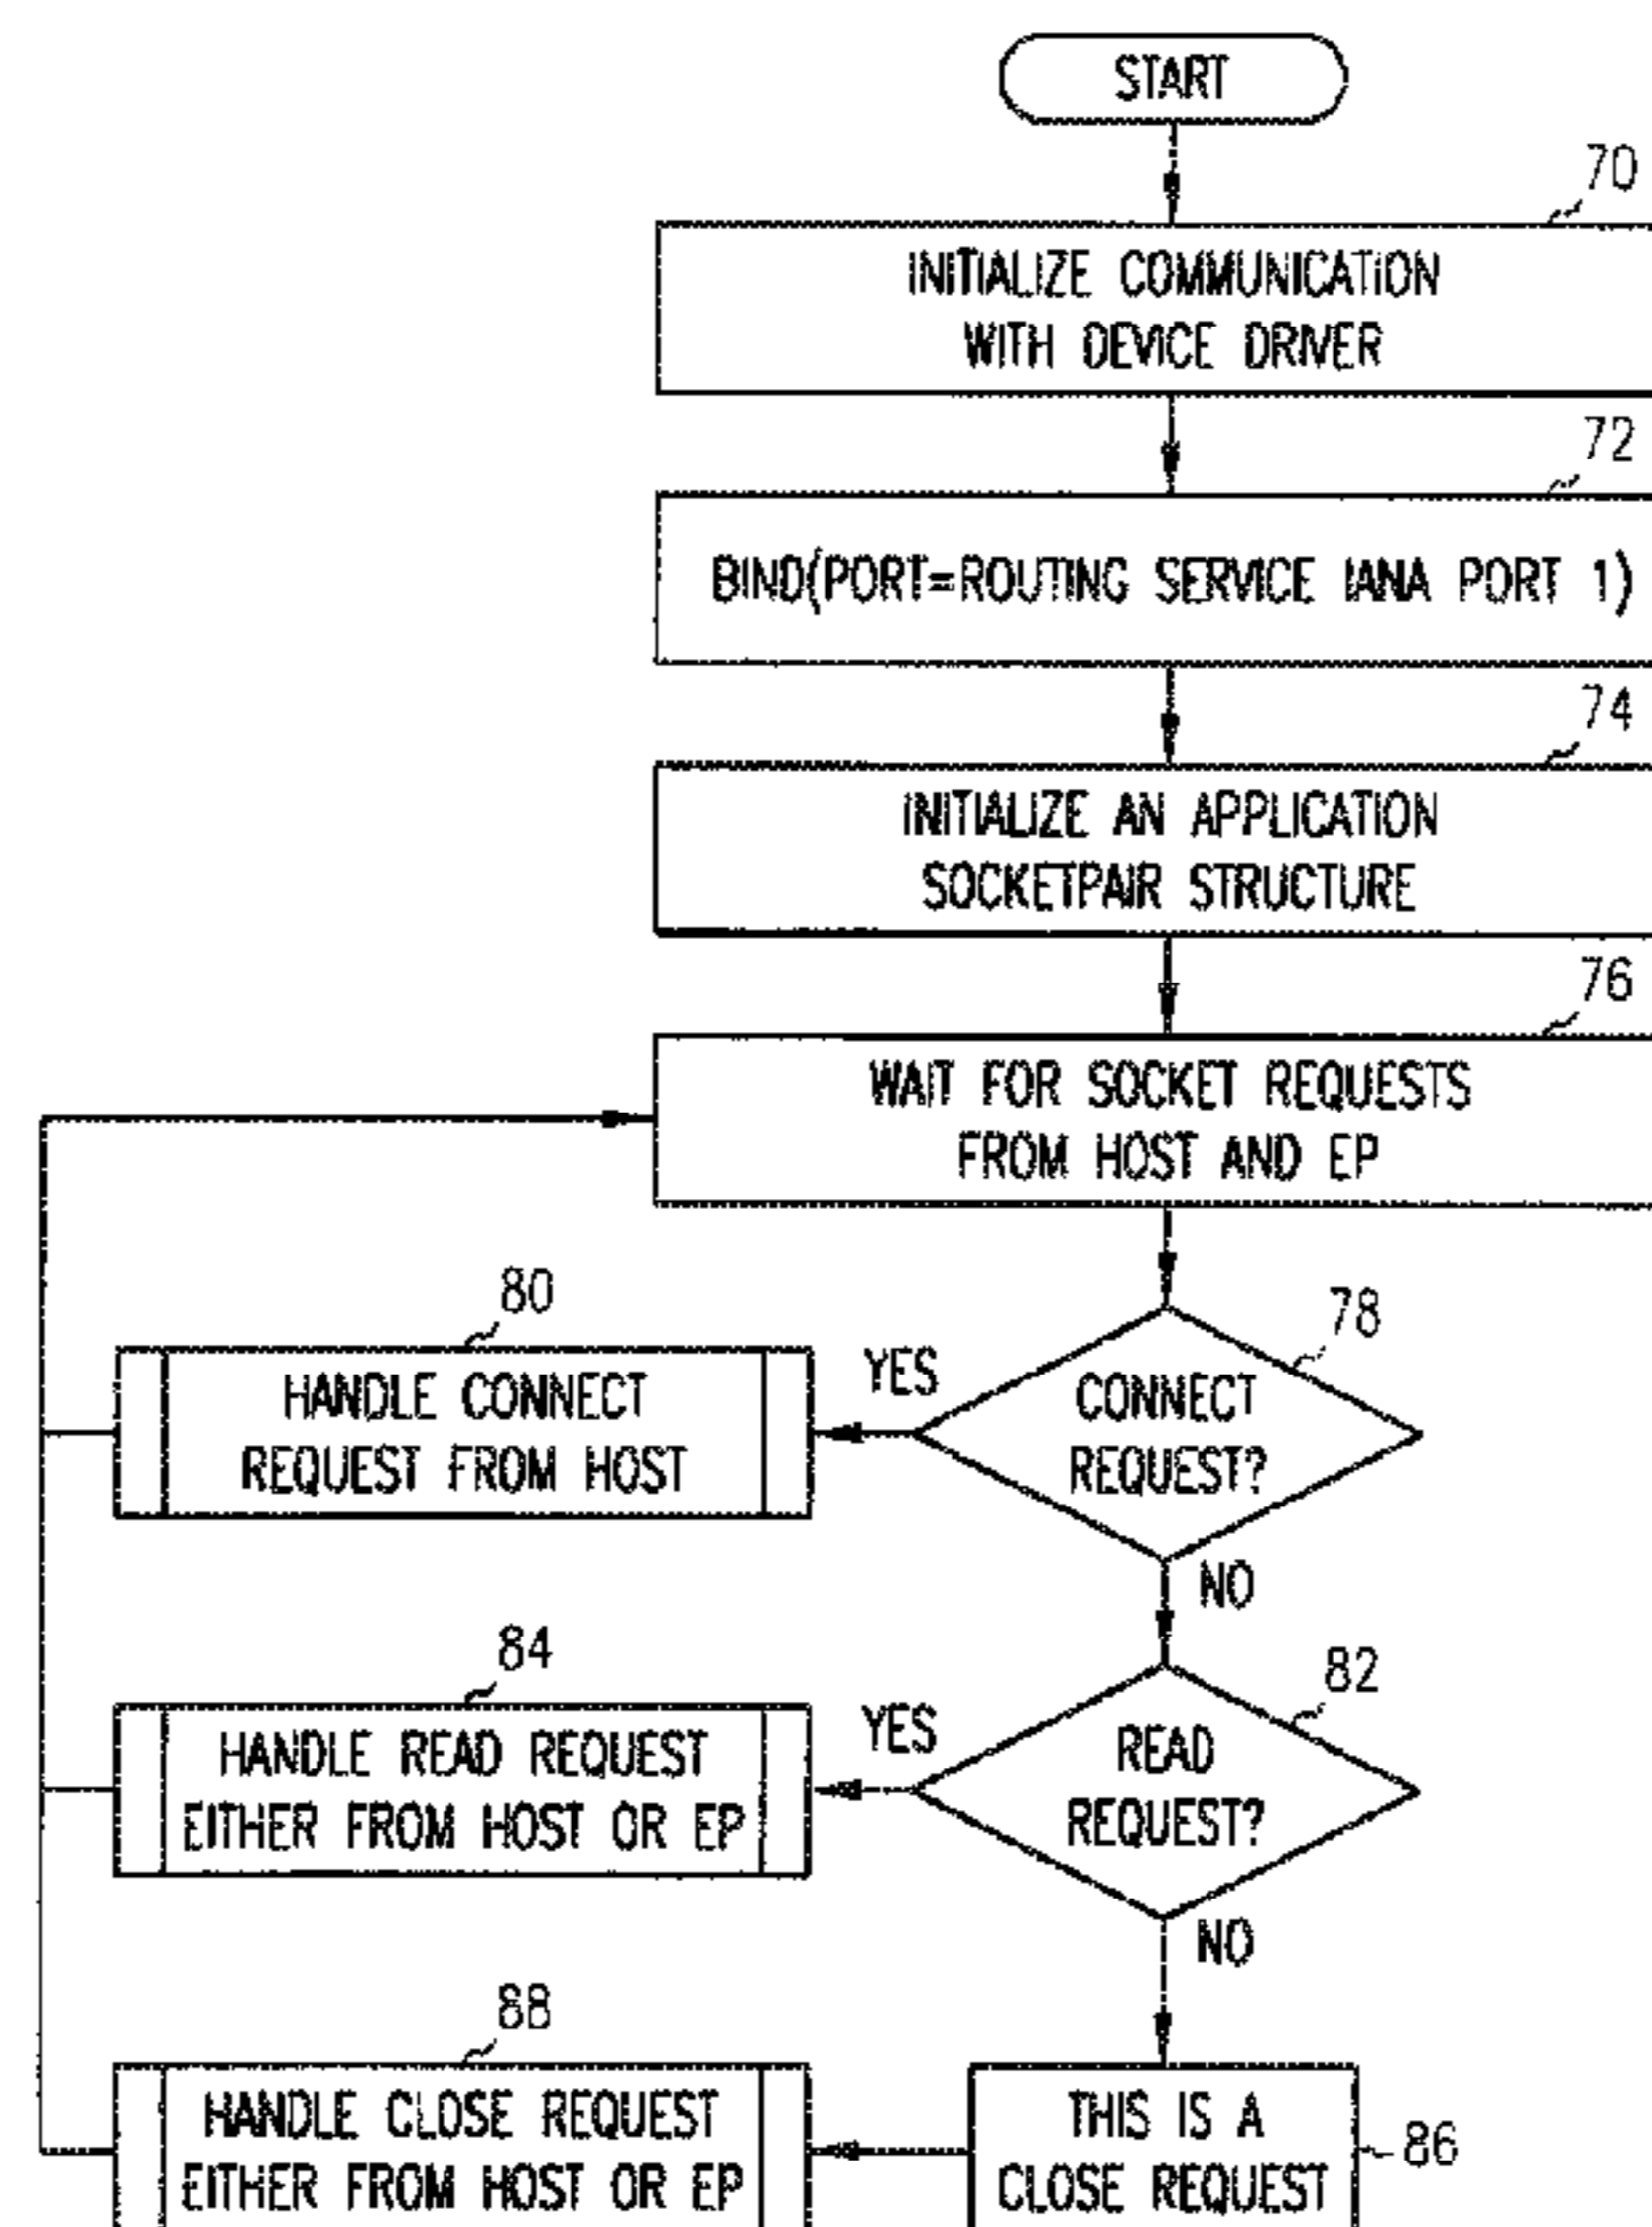 START
70
INITIALIZE COMMUNICATION
WITH DEVICE DRIVER
72
BIND(PORT=ROUTING SERVICE IANA PORT 1)
74
INITIALIZE AN APPLICATION
SOCKETPAIR STRUCTURE
76
WAIT FOR SOCKET REQUESTS
FROM HOST AND EP
80
HANDLE CONNECT
REQUEST FROM HOST
YES
78
CONNECT
REQUEST?
NO
84
HANDLE READ REQUEST
EITHER FROM HOST OR EP
YES
82
READ
REQUEST?
NO
88
HANDLE CLOSE REQUEST
EITHER FROM HOST OR EP
THIS IS A
CLOSE REQUEST
86